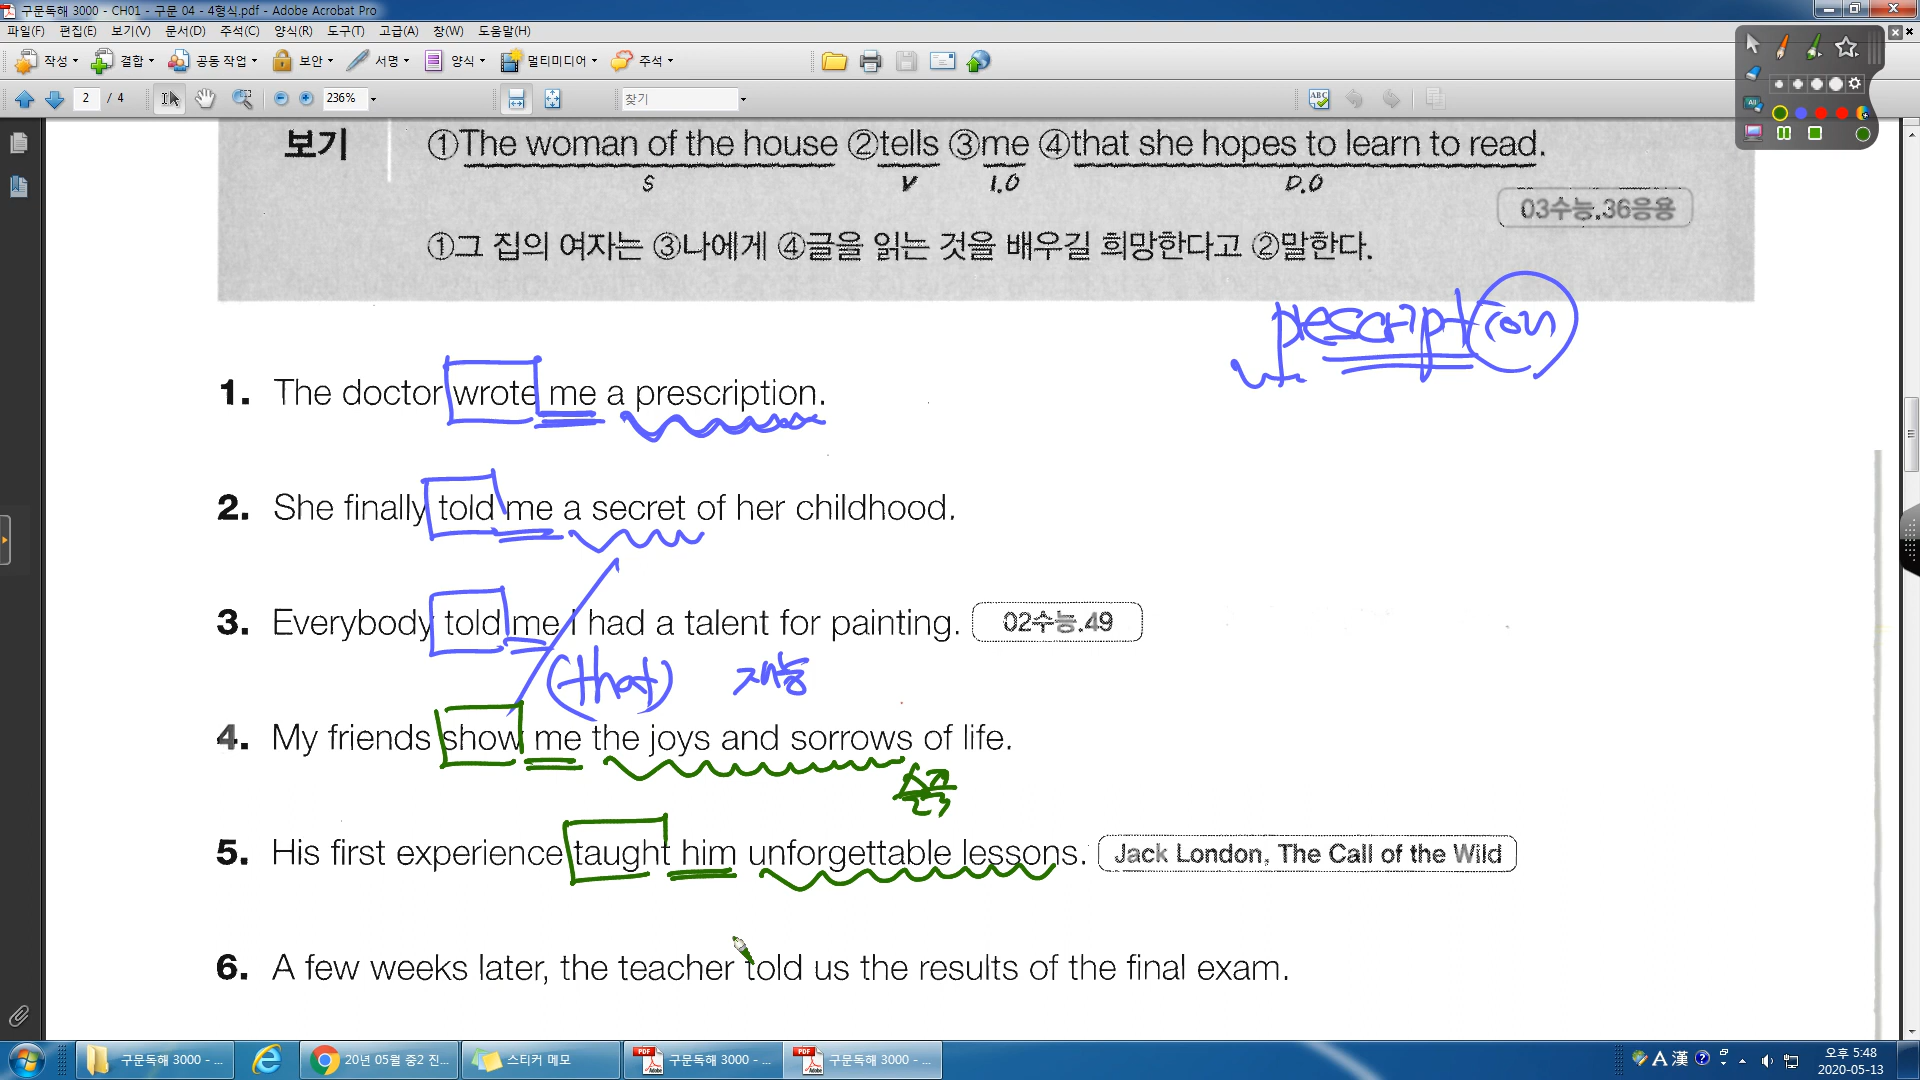 구문독해 3000 - CH01 - 구문 04 - 4형식.pdf - Adobe Acrobat Pro
파일(F) 편집(E) 보기(V) 문서(D) 주석(C) 양식(R) 도구(T) 고급(A) 창(W) 도움말(H)
작성 결합 공동 작업 보안 서명 양식 멀티미디어 주석
2 / 4 236% 찾기
보기 ①The woman of the house ②tells ③me ④that she hopes to learn to read.
S V I.O D.O
03수능.36응용
①그 집의 여자는 ③나에게 ④글을 읽는 것을 배우길 희망한다고 ②말한다.
prescription
1. The doctor wrote me a prescription.
2. She finally told me a secret of her childhood.
3. Everybody told me I had a talent for painting. 02수능.49
(that) 재능
4. My friends show me the joys and sorrows of life.
슬픔
5. His first experience taught him unforgettable lessons. Jack London, The Call of the Wild
6. A few weeks later, the teacher told us the results of the final exam.
구문독해 3000 - ... 20년 05월 중2 진... 스티커 메모 구문독해 3000 - ... 구문독해 3000 - ... A 漢 오후 5:48
2020-05-13